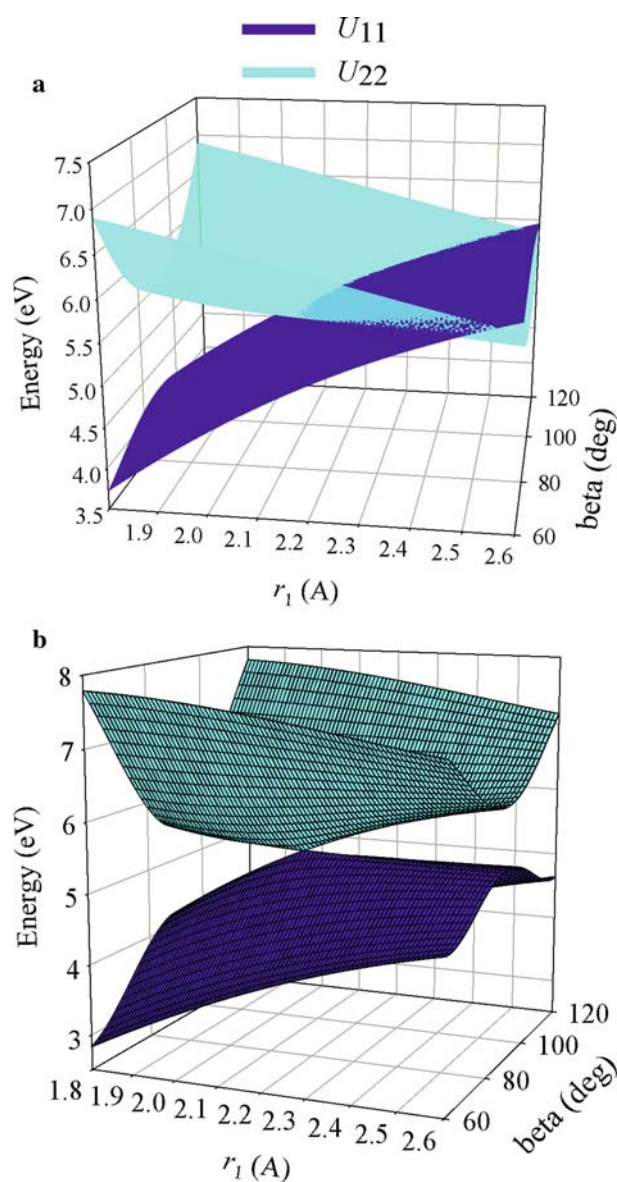 U11
U22
a
7.5
7.0
6.5
6.0
5.5
5.0
4.5
4.0
3.5
Energy (eV)
1.9 2.0 2.1 2.2 2.3 2.4 2.5 2.6
r1 (A)
120
100
80
60
beta (deg)
b
8
7
6
5
4
3
Energy (eV)
1.8 1.9 2.0 2.1 2.2 2.3 2.4 2.5 2.6
r1 (A)
120
100
80
60
beta (deg)